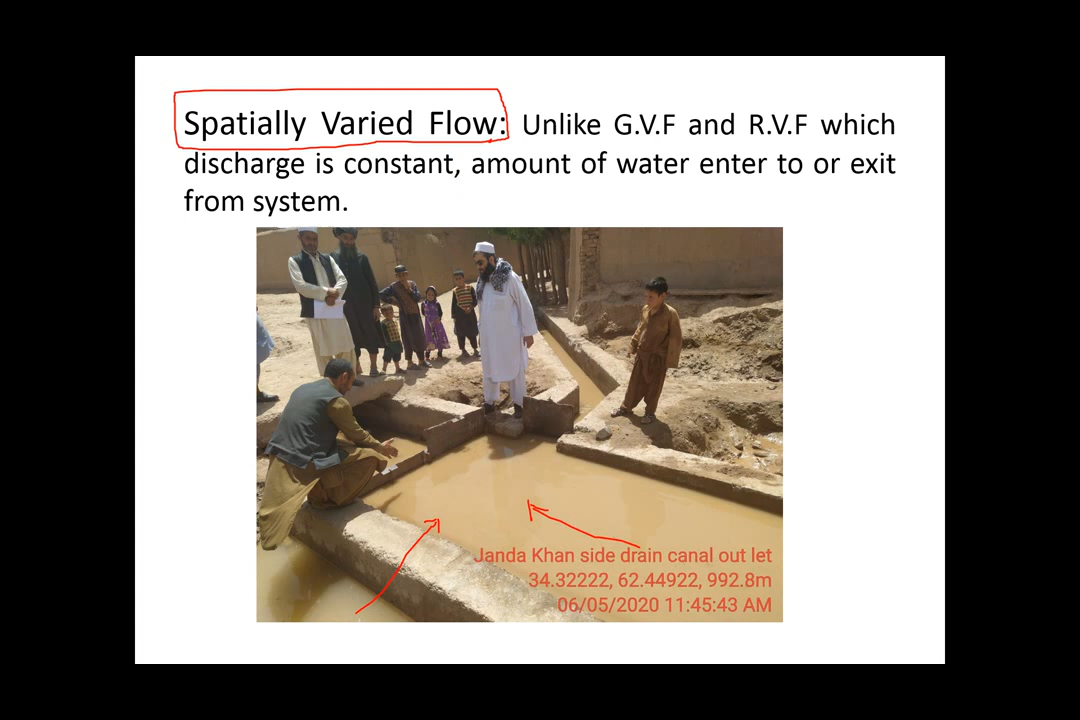 Spatially Varied Flow: Unlike G.V.F and R.V.F which
discharge is constant, amount of water enter to or exit
from system.
Janda Khan side drain canal out let
34.32222, 62.44922, 992.8m
06/05/2020 11:45:43 AM